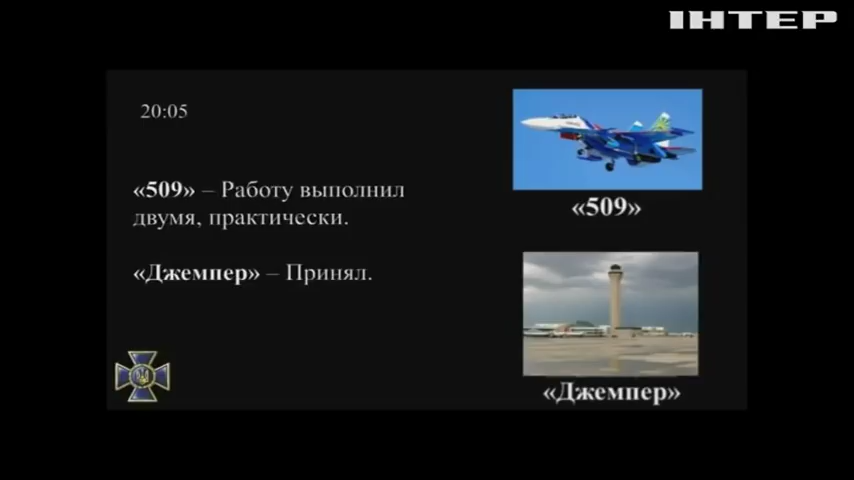 ІНТЕР
20:05
«509» – Работу выполнил
двумя, практически.
«Джемпер» – Принял.
«509»
«Джемпер»